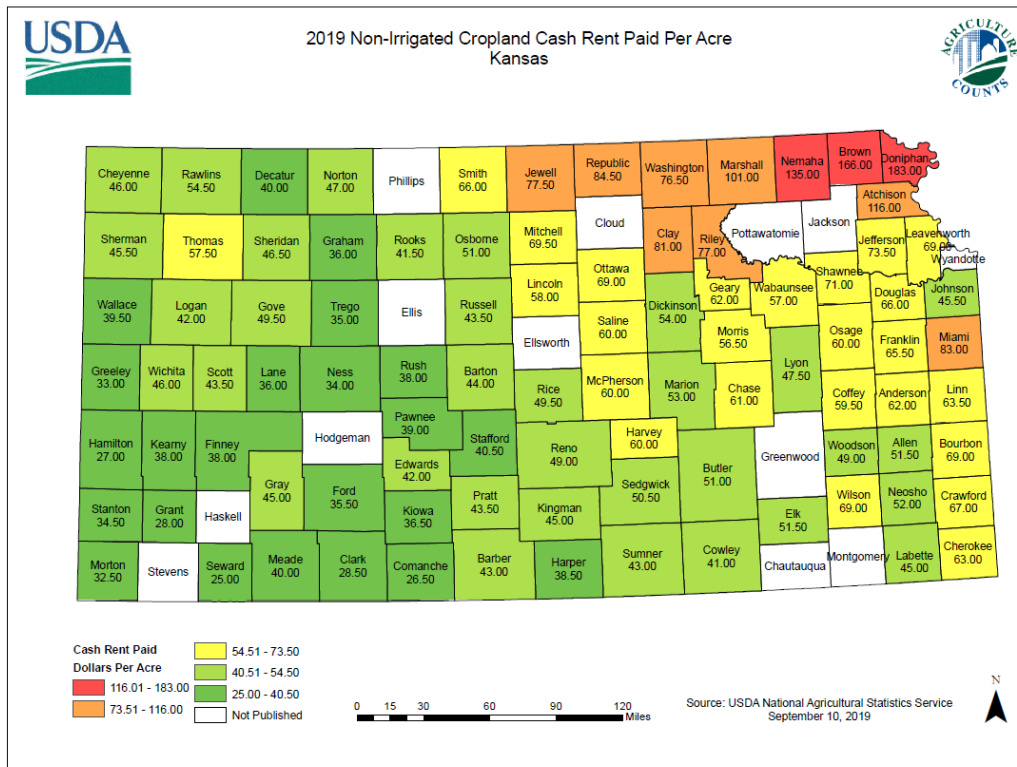 USDA
2019 Non-Irrigated Cropland Cash Rent Paid Per Acre
Kansas
AGRICULTURE
COUNTS
Cheyenne
46.00
Rawlins
54.50
Decatur
40.00
Norton
47.00
Phillips
Smith
66.00
Jewell
77.50
Republic
84.50
Washington
76.50
Marshall
101.00
Nemaha
135.00
Brown
166.00
Doniphan
183.00
Atchison
116.00
Sherman
45.50
Thomas
57.50
Sheridan
46.50
Graham
36.00
Rooks
41.50
Osborne
51.00
Mitchell
69.50
Cloud
Clay
81.00
Riley
77.00
Pottawatomie
Jackson
Jefferson
73.50
Leavenworth
69.00
Wyandotte
Wallace
39.50
Logan
42.00
Gove
49.50
Trego
35.00
Ellis
Russell
43.50
Lincoln
58.00
Ottawa
69.00
Saline
60.00
Dickinson
54.00
Geary
62.00
Wabaunsee
57.00
Shawnee
71.00
Douglas
66.00
Johnson
45.50
Greeley
33.00
Wichita
46.00
Scott
43.50
Lane
36.00
Ness
34.00
Rush
38.00
Barton
44.00
Ellsworth
Rice
49.50
McPherson
60.00
Marion
53.00
Morris
56.50
Chase
61.00
Lyon
47.50
Osage
60.00
Franklin
65.50
Miami
83.00
Coffey
59.50
Anderson
62.00
Linn
63.50
Hamilton
27.00
Kearny
38.00
Finney
38.00
Hodgeman
Pawnee
39.00
Edwards
42.00
Stafford
40.50
Reno
49.00
Harvey
60.00
Sedgwick
50.50
Butler
51.00
Greenwood
Woodson
49.00
Allen
51.50
Bourbon
69.00
Stanton
34.50
Grant
28.00
Haskell
Gray
45.00
Ford
35.50
Kiowa
36.50
Pratt
43.50
Kingman
45.00
Elk
51.50
Wilson
69.00
Neosho
52.00
Crawford
67.00
Morton
32.50
Stevens
Seward
25.00
Meade
40.00
Clark
28.50
Comanche
26.50
Barber
43.00
Harper
38.50
Sumner
43.00
Cowley
41.00
Chautauqua
Montgomery
Labette
45.00
Cherokee
63.00
Cash Rent Paid
Dollars Per Acre
116.01 - 183.00
73.51 - 116.00
54.51 - 73.50
40.51 - 54.50
25.00 - 40.50
Not Published
0 15 30 60 90 120
Miles
Source: USDA National Agricultural Statistics Service
September 10, 2019
N